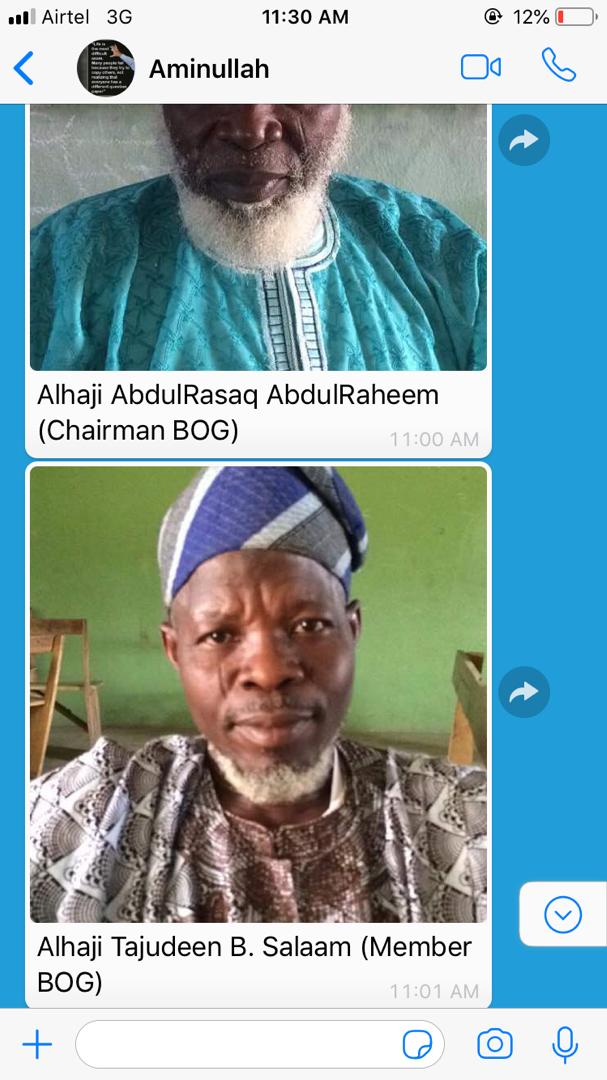 Airtel 3G 11:30 AM 12%
Aminullah
Alhaji AbdulRasaq AbdulRaheem
(Chairman BOG)
11:00 AM
Alhaji Tajudeen B. Salaam (Member
BOG)
11:01 AM